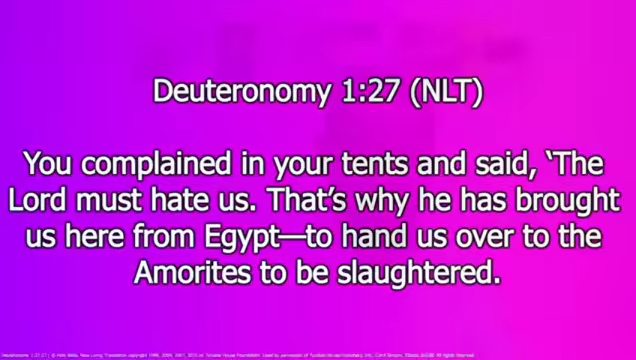 Deuteronomy 1:27 (NLT)
You complained in your tents and said, ‘The
Lord must hate us. That’s why he has brought
us here from Egypt—to hand us over to the
Amorites to be slaughtered.